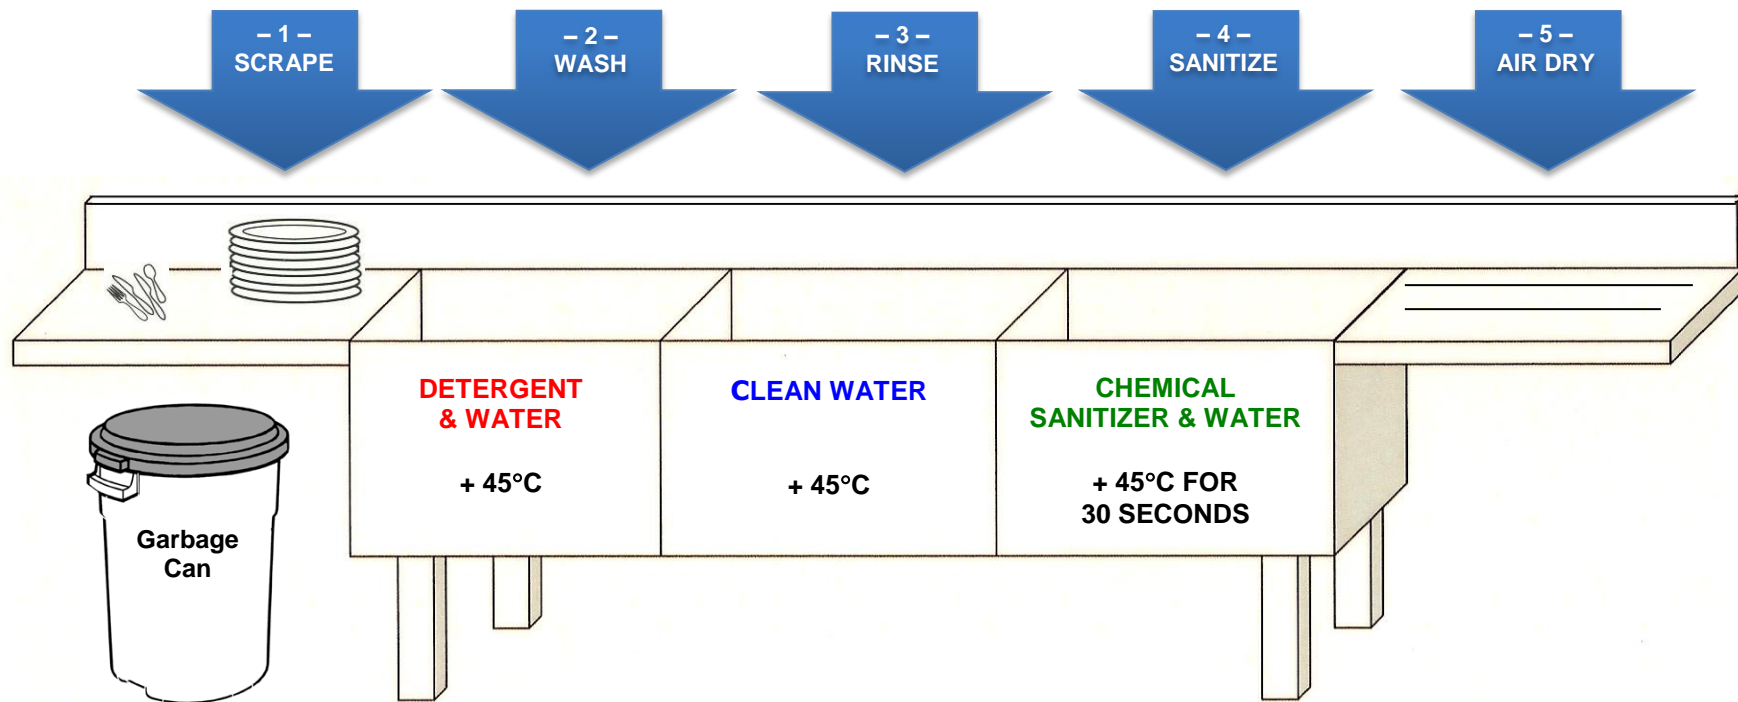 – 1 –
SCRAPE
– 2 –
WASH
– 3 –
RINSE
– 4 –
SANITIZE
– 5 –
AIR DRY
DETERGENT
& WATER
+ 45°C
CLEAN WATER
+ 45°C
CHEMICAL
SANITIZER & WATER
+ 45°C FOR
30 SECONDS
Garbage
Can